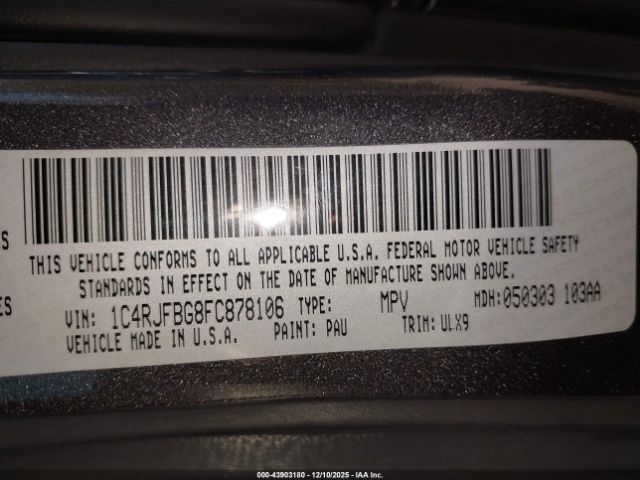 THIS VEHICLE CONFORMS TO ALL APPLICABLE U.S.A. FEDERAL MOTOR VEHICLE SAFETY
STANDARDS IN EFFECT ON THE DATE OF MANUFACTURE SHOWN ABOVE.
VIN: 1C4RJFBG8FC878106 TYPE: MPV MDH: 050303 103AA
VEHICLE MADE IN U.S.A. PAINT: PAU TRIM: ULX9
000-43903180 - 12/10/2025 - IAA Inc.